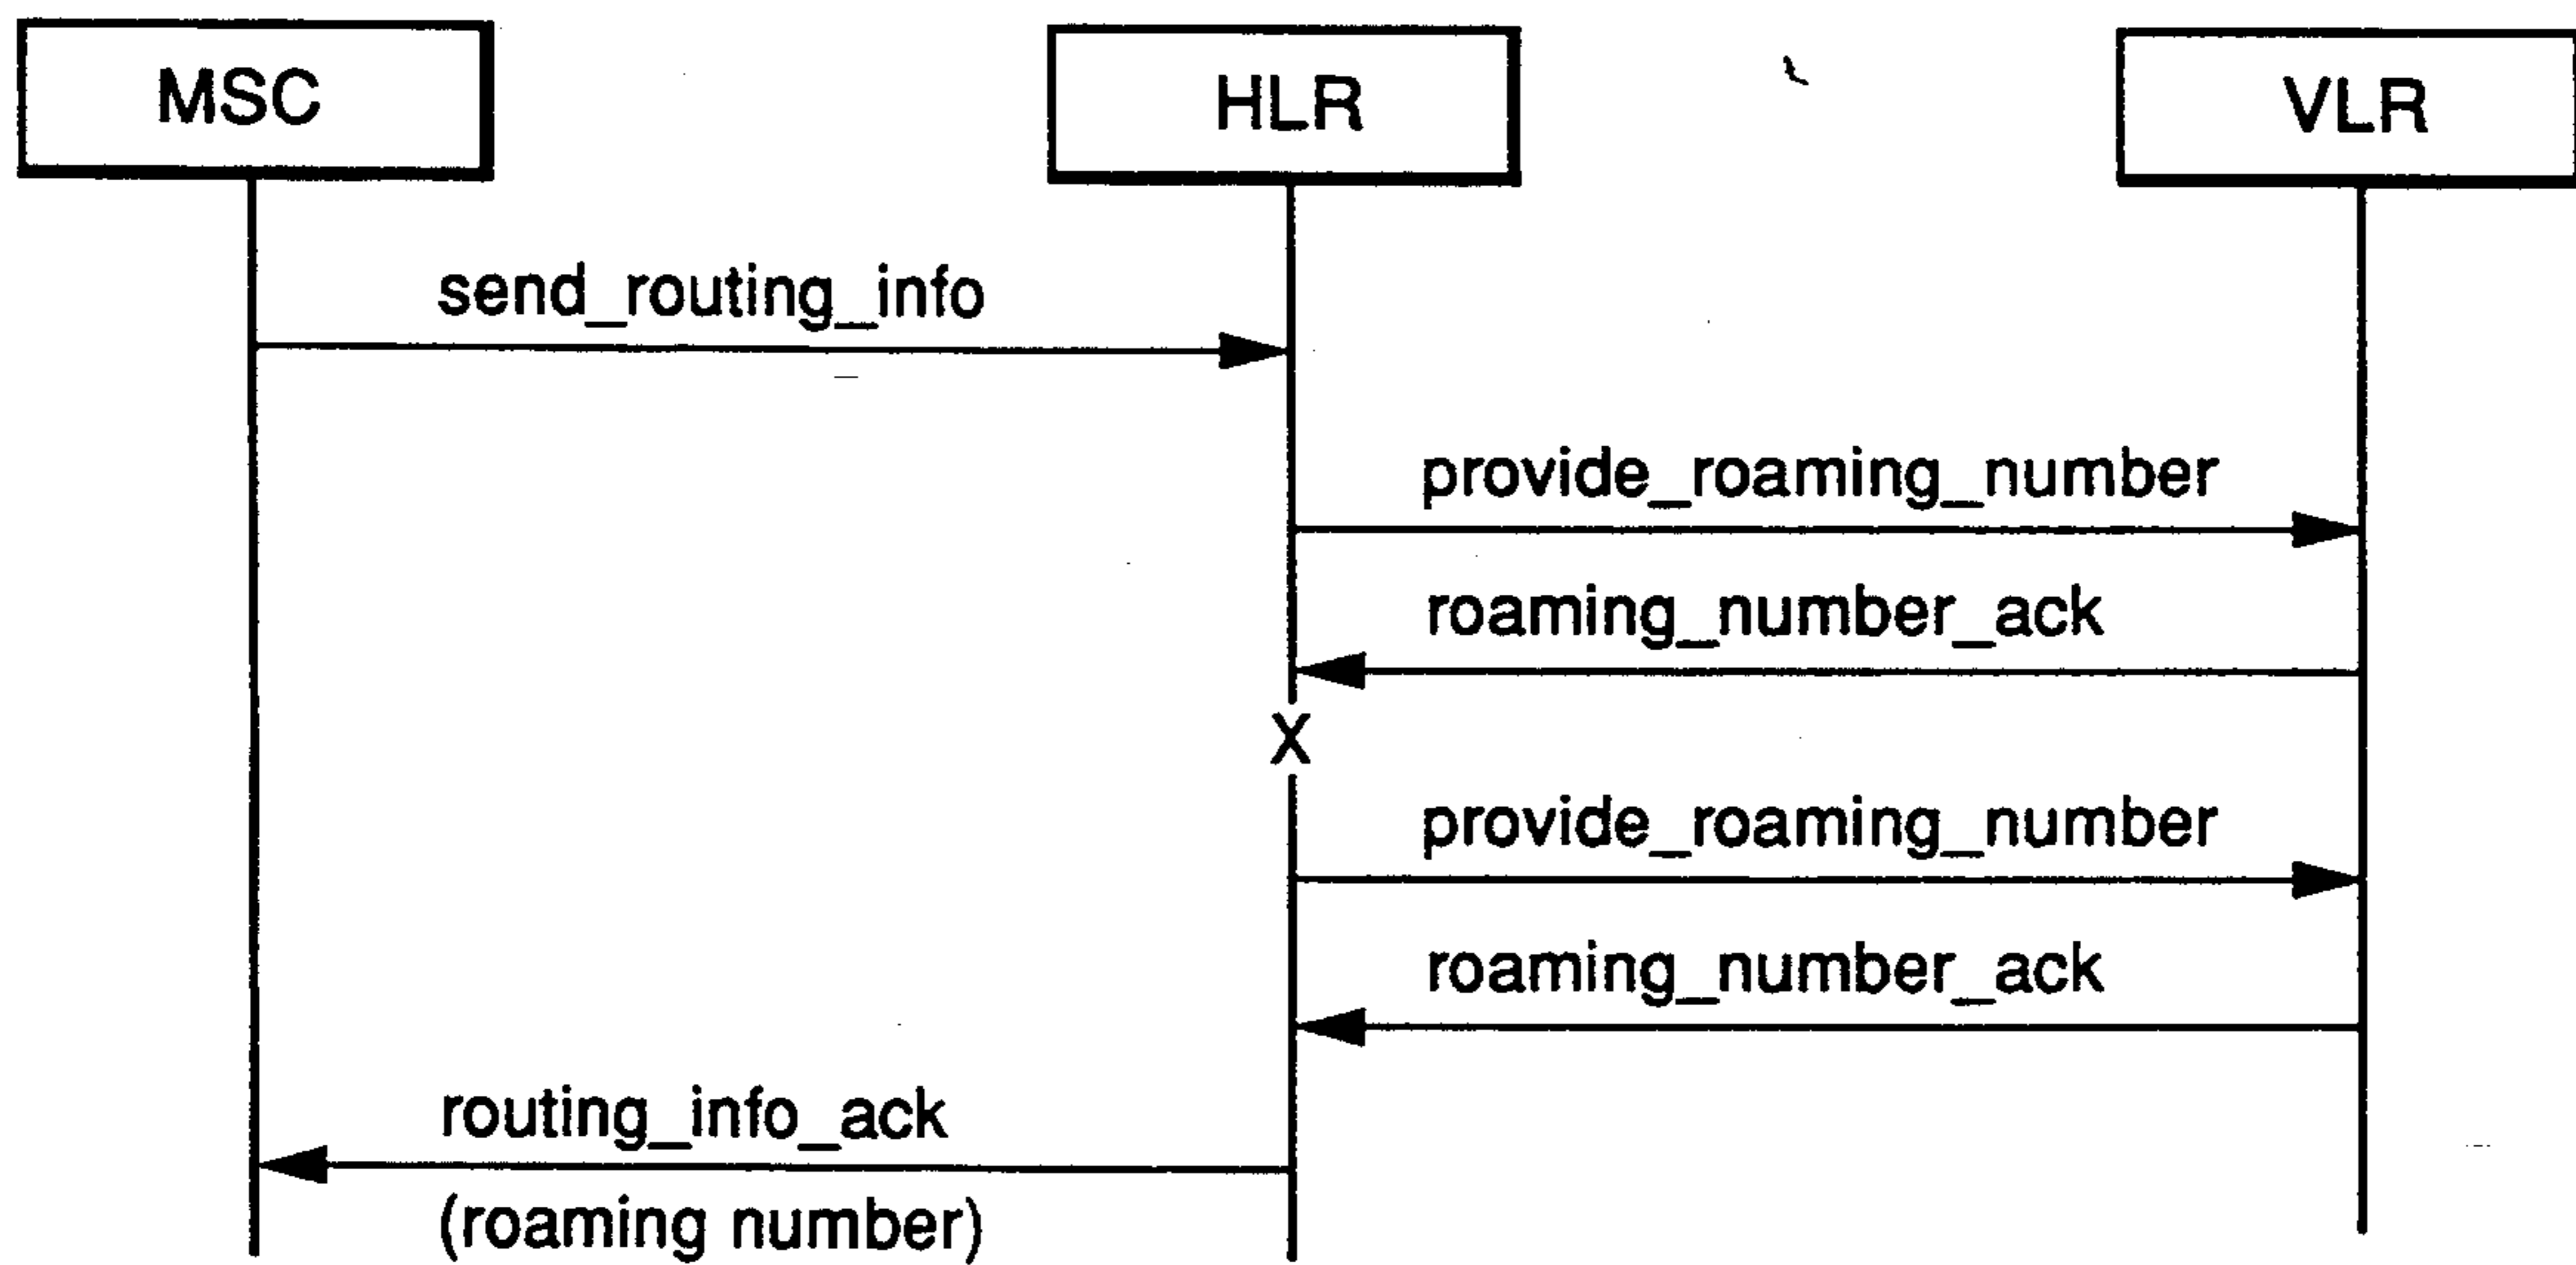 MSC
HLR
VLR
send_routing_info
provide_roaming_number
roaming_number_ack
X
provide_roaming_number
roaming_number_ack
routing_info_ack
(roaming number)